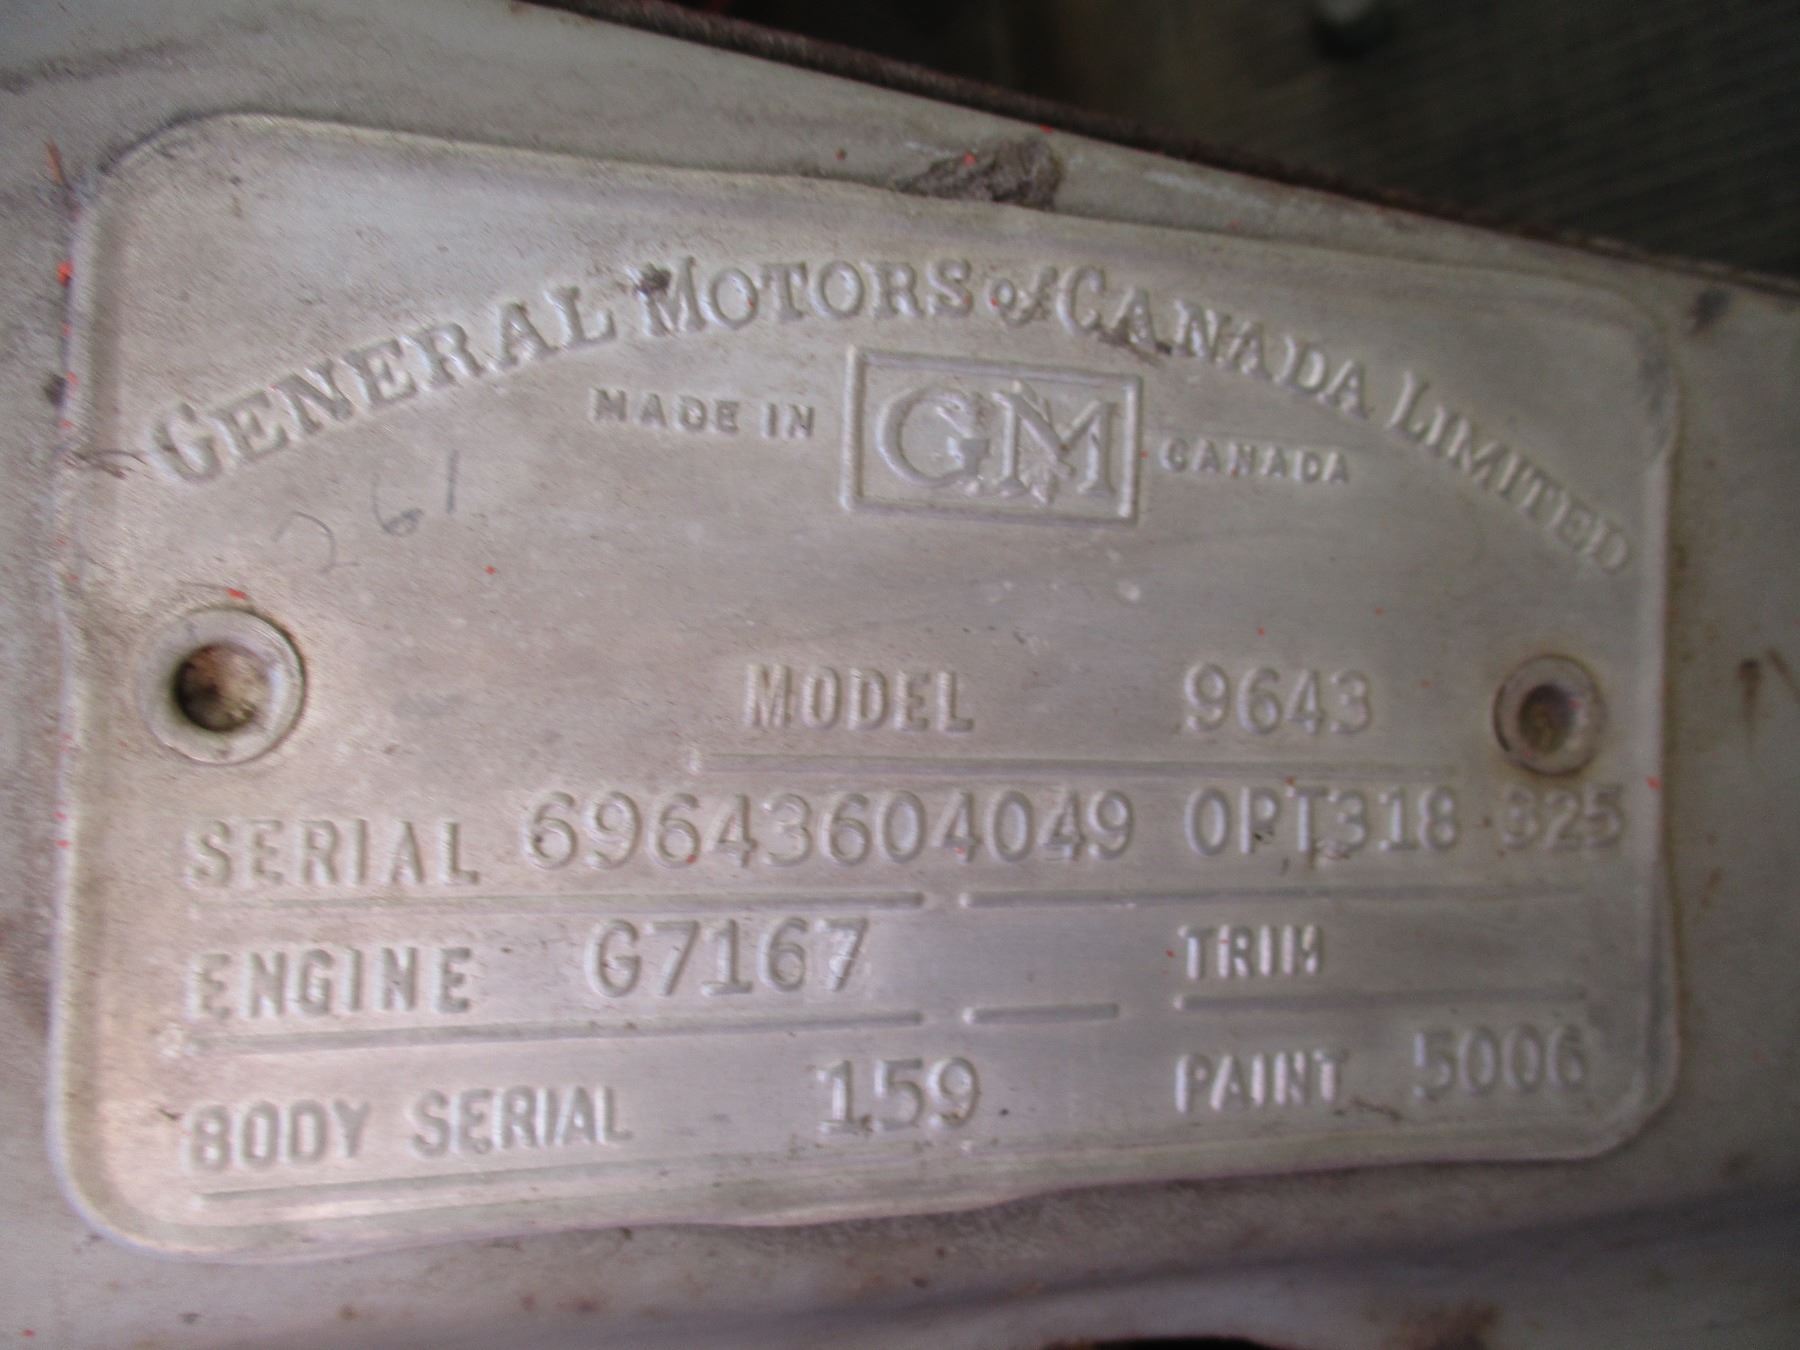 GENERAL MOTORS of CANADA LIMITED
MADE IN GM CANADA
261
MODEL 9643
SERIAL 69643604049 OPT318 325
ENGINE G7167 TRIM
BODY SERIAL 159 PAINT 5006